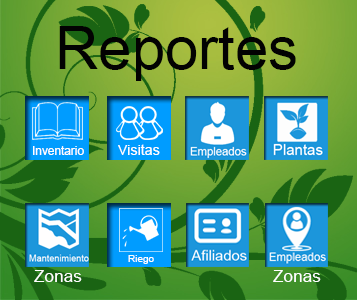 Reportes
Inventario
Visitas
Empleados
Plantas
Mantenimiento
Zonas
Riego
Afiliados
Empleados
Zonas